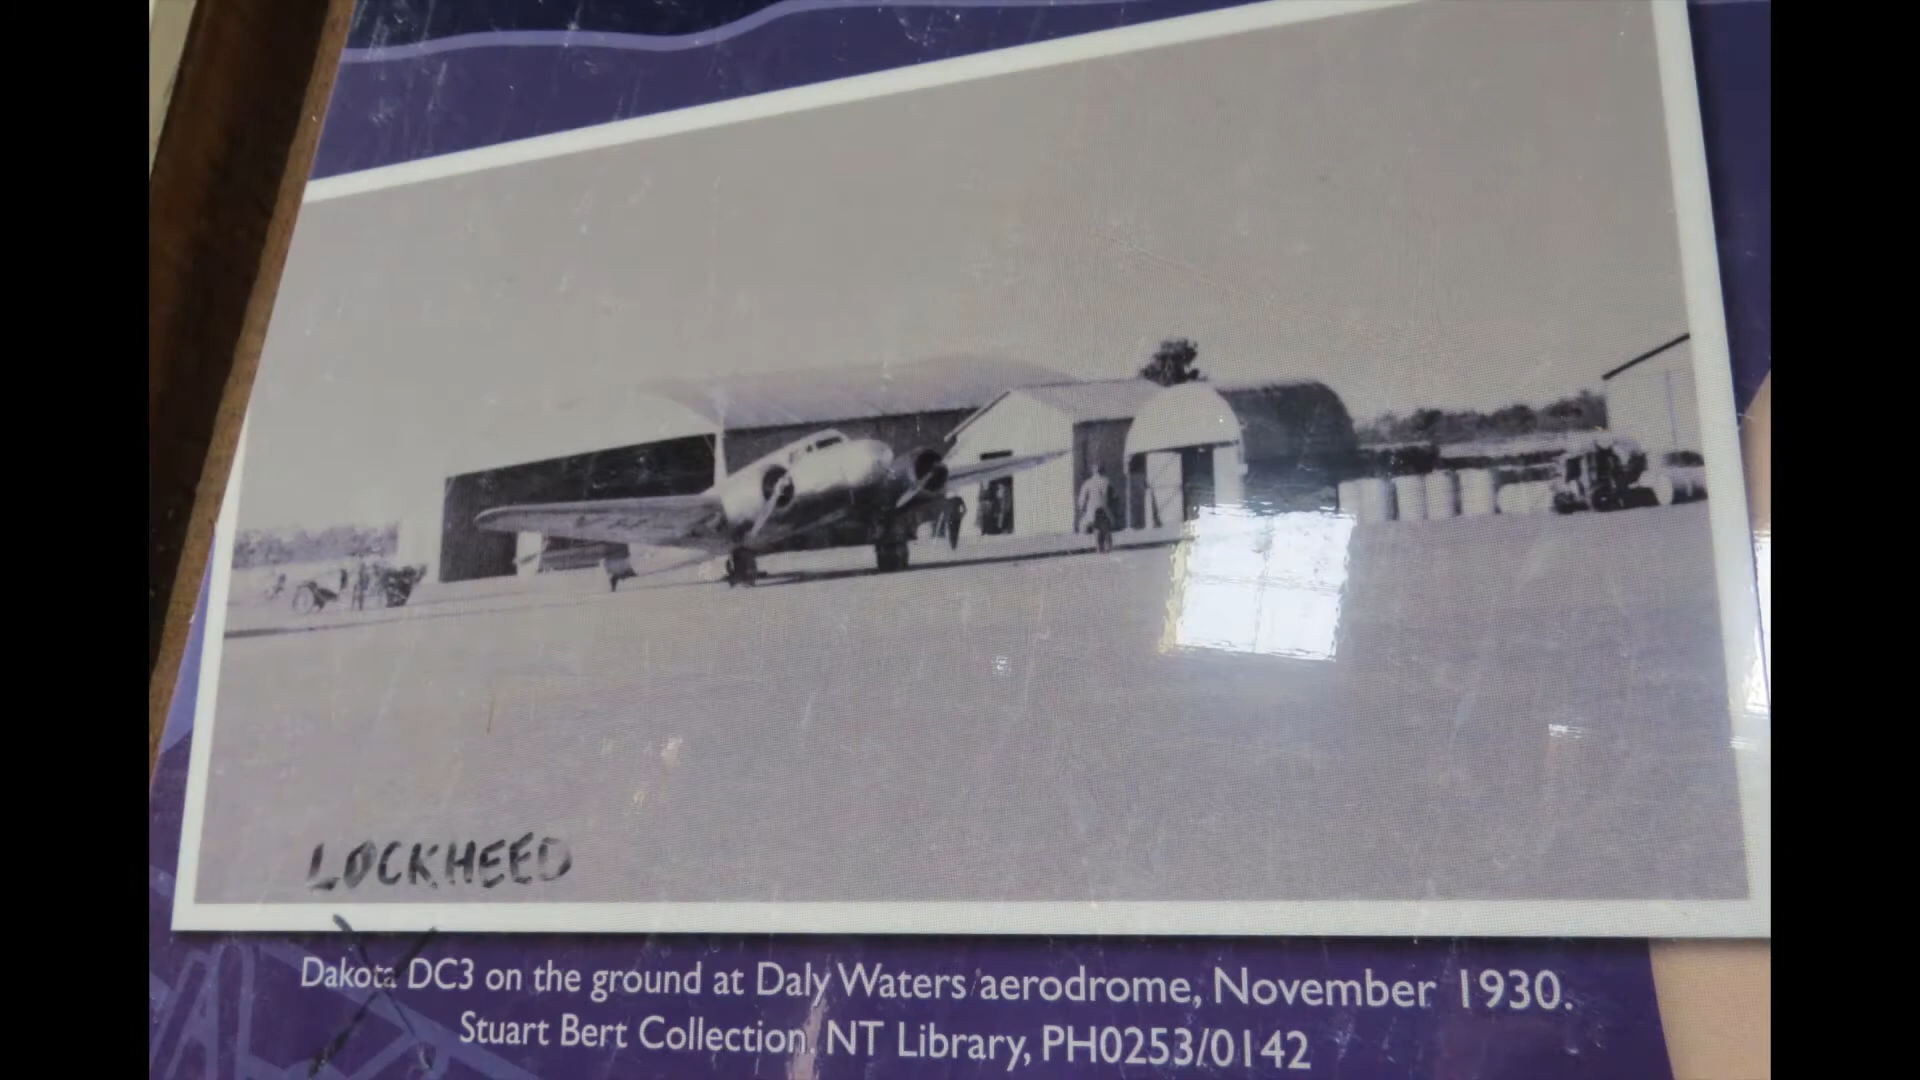 LOCKHEED
Dakota DC3 on the ground at Daly Waters aerodrome, November 1930.
Stuart Bert Collection, NT Library, PH0253/0142